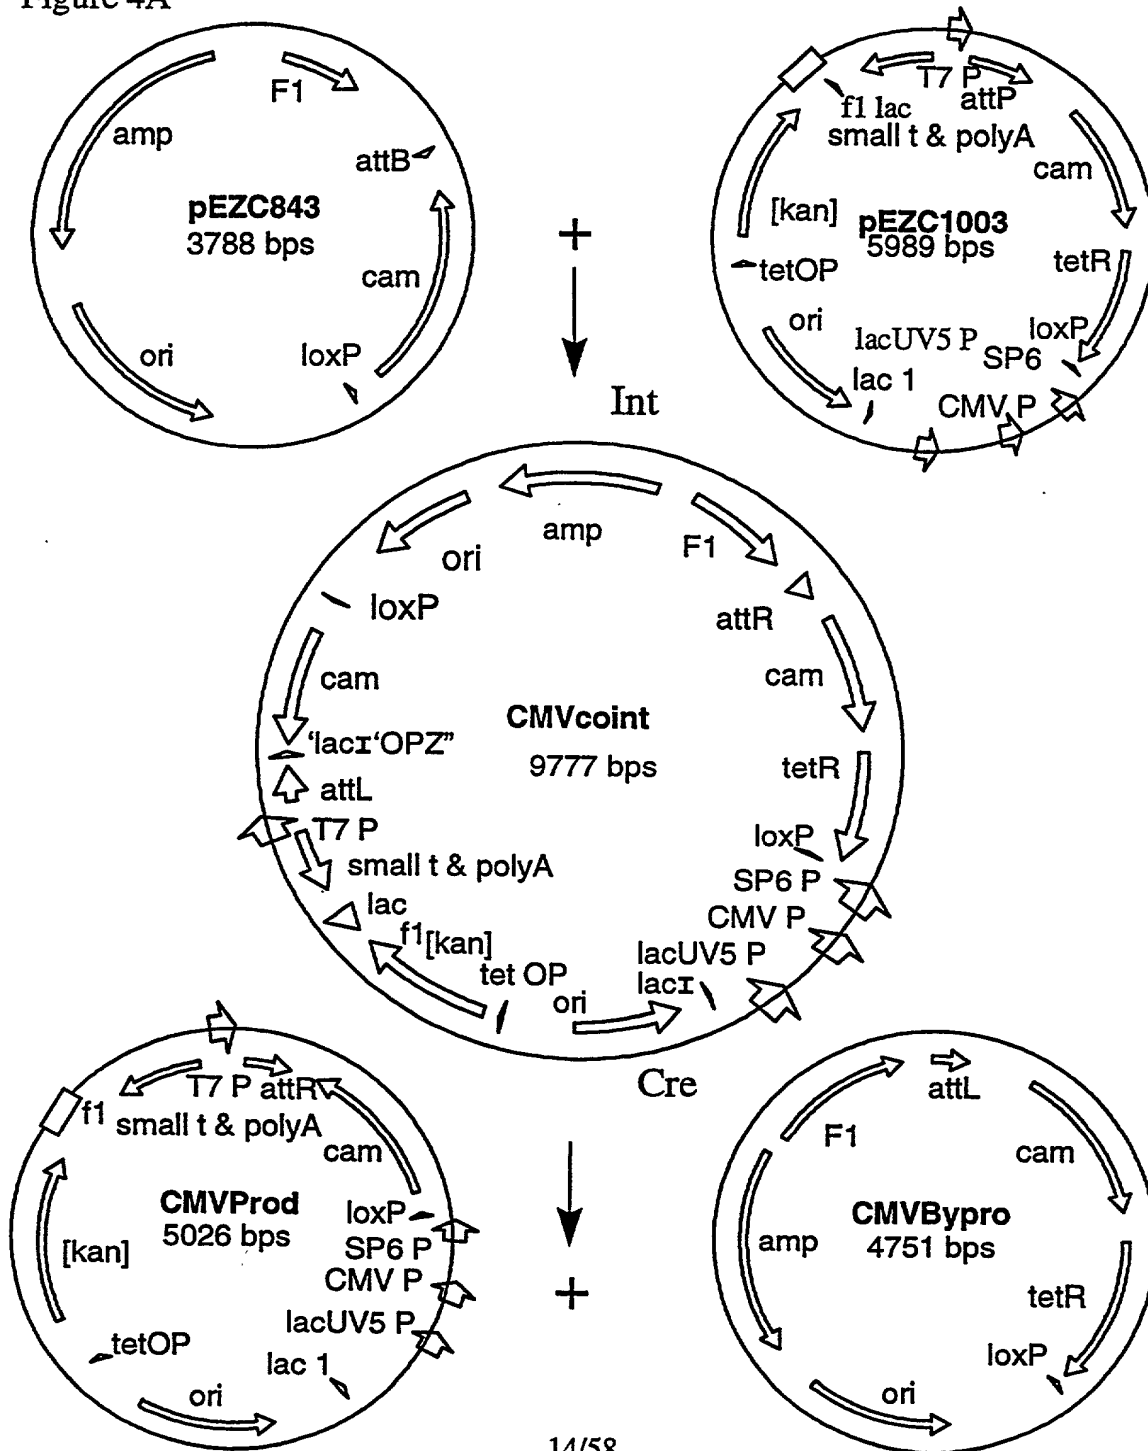 Figure 4A
F1
amp
attB
pEZC843
3788 bps
cam
ori
loxP
+
T7 P
attP
f1 lac
small t & polyA
cam
[kan]
pEZC1003
5989 bps
tetR
tetOP
ori
lacUV5 P
loxP
SP6
lac 1
CMV P
Int
amp
F1
ori
loxP
attR
cam
cam
CMVcoint
9777 bps
'lacI'OPZ"
tetR
attL
T7 P
loxP
small t & polyA
SP6 P
lac
CMV P
f1
[kan]
lacUV5 P
tet OP
lacI
ori
Cre
T7 P
attR
f1
small t & polyA
cam
CMVProd
5026 bps
loxP
[kan]
SP6 P
CMV P
lacUV5 P
tetOP
lac 1
ori
+
attL
F1
cam
CMVBypro
4751 bps
amp
tetR
loxP
ori
14/58